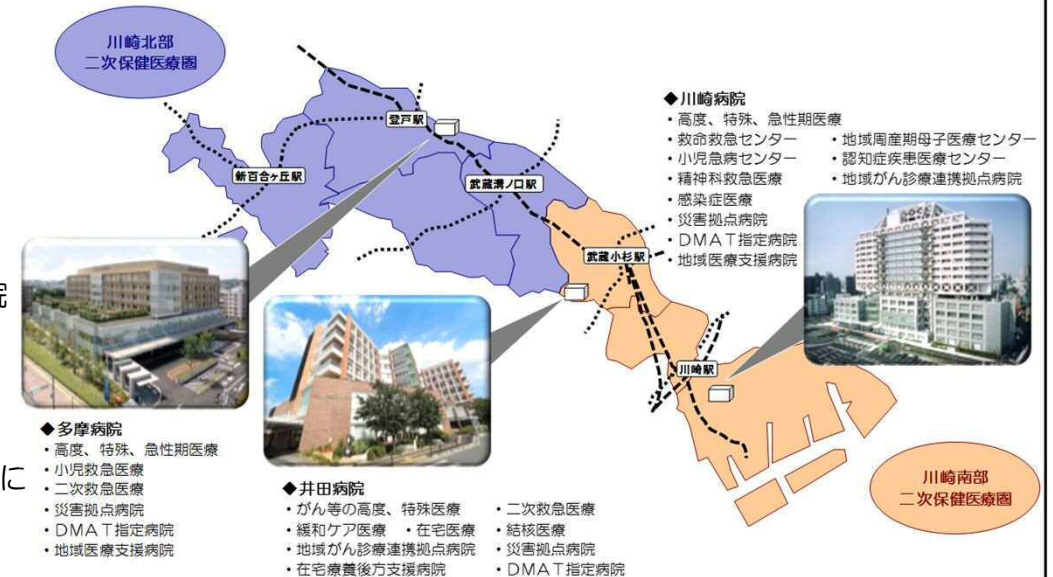 川崎北部
二次保健医療圏
登戸駅
新百合ヶ丘駅
武蔵溝ノ口駅
武蔵小杉駅
川崎駅
◆川崎病院
・高度、特殊、急性期医療
・救命救急センター ・地域周産期母子医療センター
・小児急病センター ・認知症疾患医療センター
・精神科救急医療 ・地域がん診療連携拠点病院
・感染症医療
・災害拠点病院
・DMAT指定病院
・地域医療支援病院
院
に
◆多摩病院
・高度、特殊、急性期医療
・小児救急医療
・二次救急医療
・災害拠点病院
・DMAT指定病院
・地域医療支援病院
◆井田病院
・がん等の高度、特殊医療 ・二次救急医療
・緩和ケア医療 ・在宅医療 ・結核医療
・地域がん診療連携拠点病院 ・災害拠点病院
・在宅療養後方支援病院 ・DMAT指定病院
川崎南部
二次保健医療圏